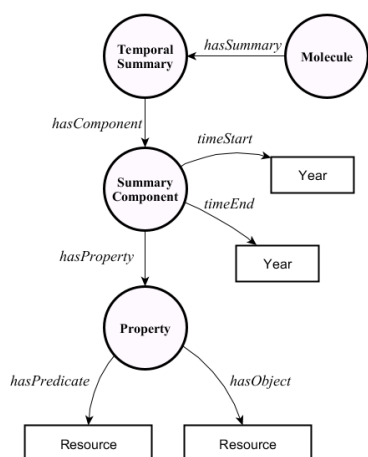 hasSummary
Temporal
Summary
Molecule
hasComponent
timeStart
Summary
Component
Year
timeEnd
hasProperty
Year
Property
hasPredicate
hasObject
Resource
Resource